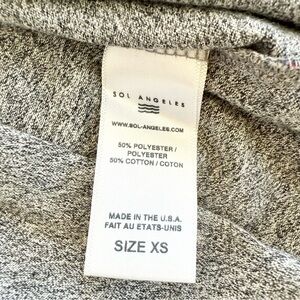 SOL ANGELES
WWW.SOL-ANGELES.COM
50% POLYESTER /
POLYESTER
50% COTTON / COTON
MADE IN THE U.S.A.
FAIT AU ETATS-UNIS
SIZE XS